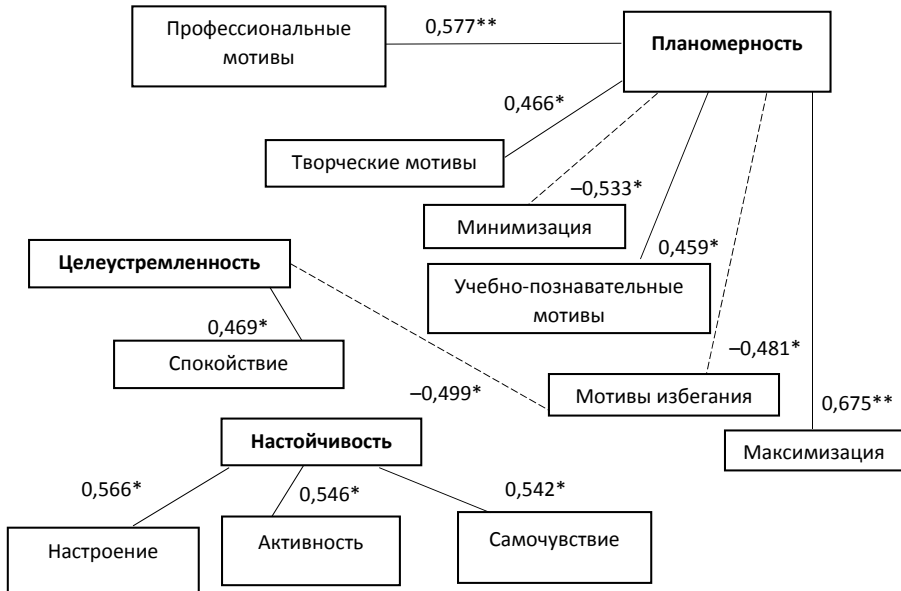 Профессиональные
мотивы
0,577**
Планомерность
0,466*
Творческие мотивы
–0,533*
Минимизация
0,459*
Учебно-познавательные
мотивы
Целеустремленность
0,469*
Спокойствие
–0,499*
–0,481*
Мотивы избегания
0,675**
Максимизация
Настойчивость
0,566*
0,546*
0,542*
Настроение
Активность
Самочувствие